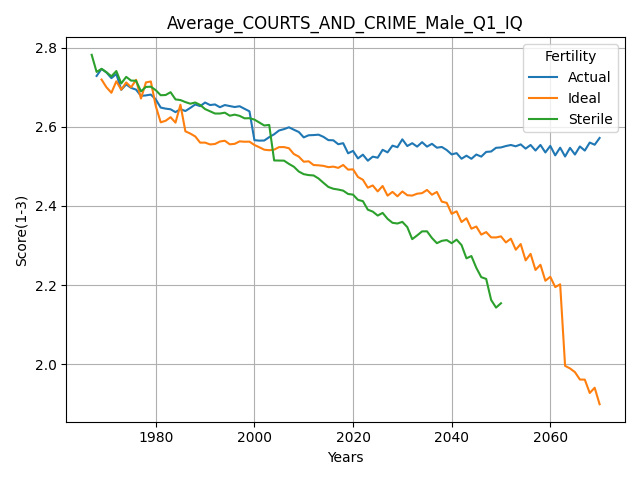 Average_COURTS_AND_CRIME_Male_Q1_IQ
Fertility
Actual
Ideal
Sterile
Score(1-3)
2.8
2.6
2.4
2.2
2.0
1980
2000
2020
2040
2060
Years